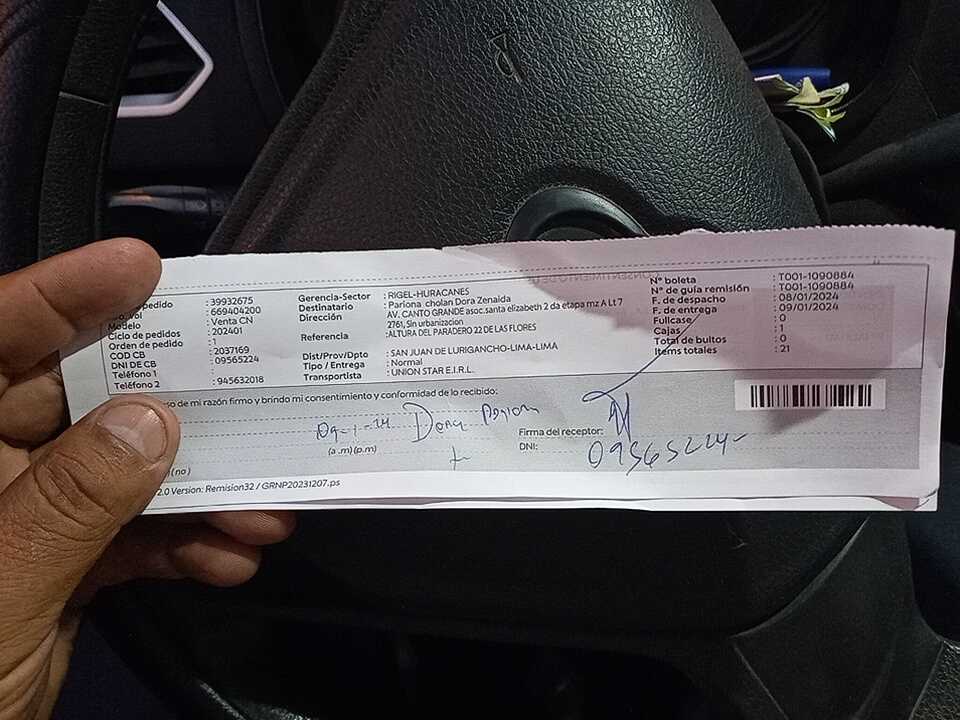 pedido : 39932675
: 669404200
Modelo : Venta CN
Ciclo de pedidos : 202401
Orden de pedido : 1
COD CB : 2037169
DNI DE CB : 09565224
Teléfono 1 :
Teléfono 2 : 945632018
Gerencia-Sector : RIGEL-HURACANES
Destinatario : Pariona cholan Dora Zenaida
Dirección : AV. CANTO GRANDE asoc.santa elizabeth 2 da etapa mz A Lt 7
2761, Sin urbanizacion
Referencia : ALTURA DEL PARADERO 22 DE LAS FLORES
Dist/Prov/Dpto : SAN JUAN DE LURIGANCHO-LIMA-LIMA
Tipo / Entrega : Normal
Transportista : UNION STAR E.I.R.L.
N° boleta : T001-1090884
N° de guía remisión : T001-1090884
F. de despacho : 08/01/2024
F. de entrega : 09/01/2024
Fullcase : 0
Cajas : 1
Total de bultos : 0
Items totales : 21
so de mi razón firmo y brindo mi consentimiento y conformidad de lo recibido:
09-1-24 Dora Pariona
(a .m) (p.m)
Firma del receptor:
DNI: 09565224
(no)
2.0 Version: Remision32 / GRNP20231207.ps